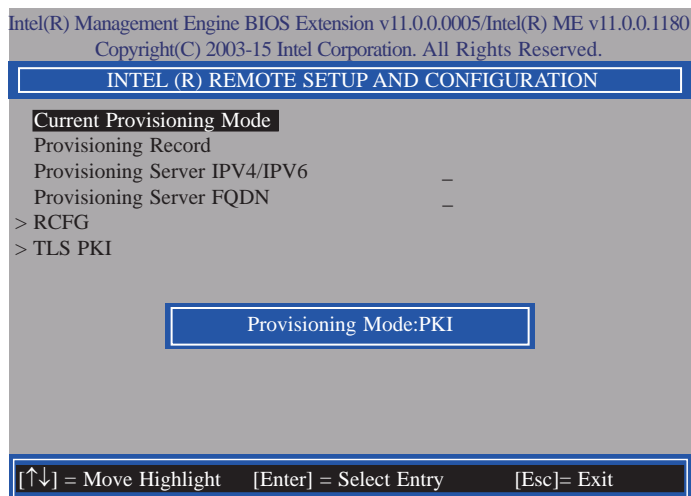 Intel(R) Management Engine BIOS Extension v11.0.0.0005/Intel(R) ME v11.0.0.1180
Copyright(C) 2003-15 Intel Corporation. All Rights Reserved.
INTEL (R) REMOTE SETUP AND CONFIGURATION
Current Provisioning Mode
Provisioning Record
Provisioning Server IPV4/IPV6 _
Provisioning Server FQDN _
> RCFG
> TLS PKI
Provisioning Mode:PKI
[↑↓] = Move Highlight [Enter] = Select Entry [Esc]= Exit